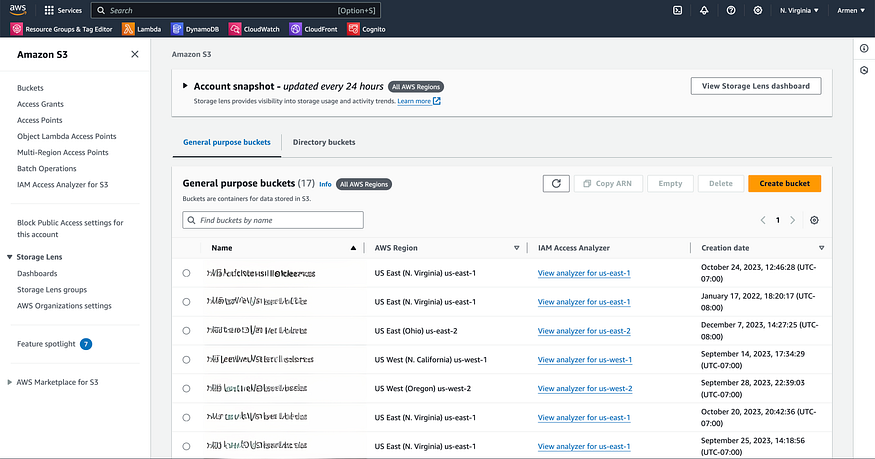 aws
Services
Search
[Option+S]
N. Virginia
Armen
Resource Groups & Tag Editor
Lambda
DynamoDB
CloudWatch
CloudFront
Cognito
Amazon S3
Buckets
Access Grants
Access Points
Object Lambda Access Points
Multi-Region Access Points
Batch Operations
IAM Access Analyzer for S3
Block Public Access settings for
this account
Storage Lens
Dashboards
Storage Lens groups
AWS Organizations settings
Feature spotlight 7
AWS Marketplace for S3
Amazon S3
Account snapshot - updated every 24 hours All AWS Regions
Storage lens provides visibility into storage usage and activity trends. Learn more
View Storage Lens dashboard
General purpose buckets
Directory buckets
General purpose buckets (17) Info All AWS Regions
Buckets are containers for data stored in S3.
Copy ARN
Empty
Delete
Create bucket
Find buckets by name
1
Name AWS Region IAM Access Analyzer Creation date
US East (N. Virginia) us-east-1 View analyzer for us-east-1 October 24, 2023, 12:46:28 (UTC-
07:00)
US East (N. Virginia) us-east-1 View analyzer for us-east-1 January 17, 2022, 18:20:17 (UTC-
08:00)
US East (Ohio) us-east-2 View analyzer for us-east-2 December 7, 2023, 14:27:25 (UTC-
08:00)
US West (N. California) us-west-1 View analyzer for us-west-1 September 14, 2023, 17:34:29
(UTC-07:00)
US West (Oregon) us-west-2 View analyzer for us-west-2 September 28, 2023, 22:39:03
(UTC-07:00)
US East (N. Virginia) us-east-1 View analyzer for us-east-1 October 20, 2023, 20:42:36 (UTC-
07:00)
US East (N. Virginia) us-east-1 View analyzer for us-east-1 September 25, 2023, 14:18:56
(UTC-07:00)